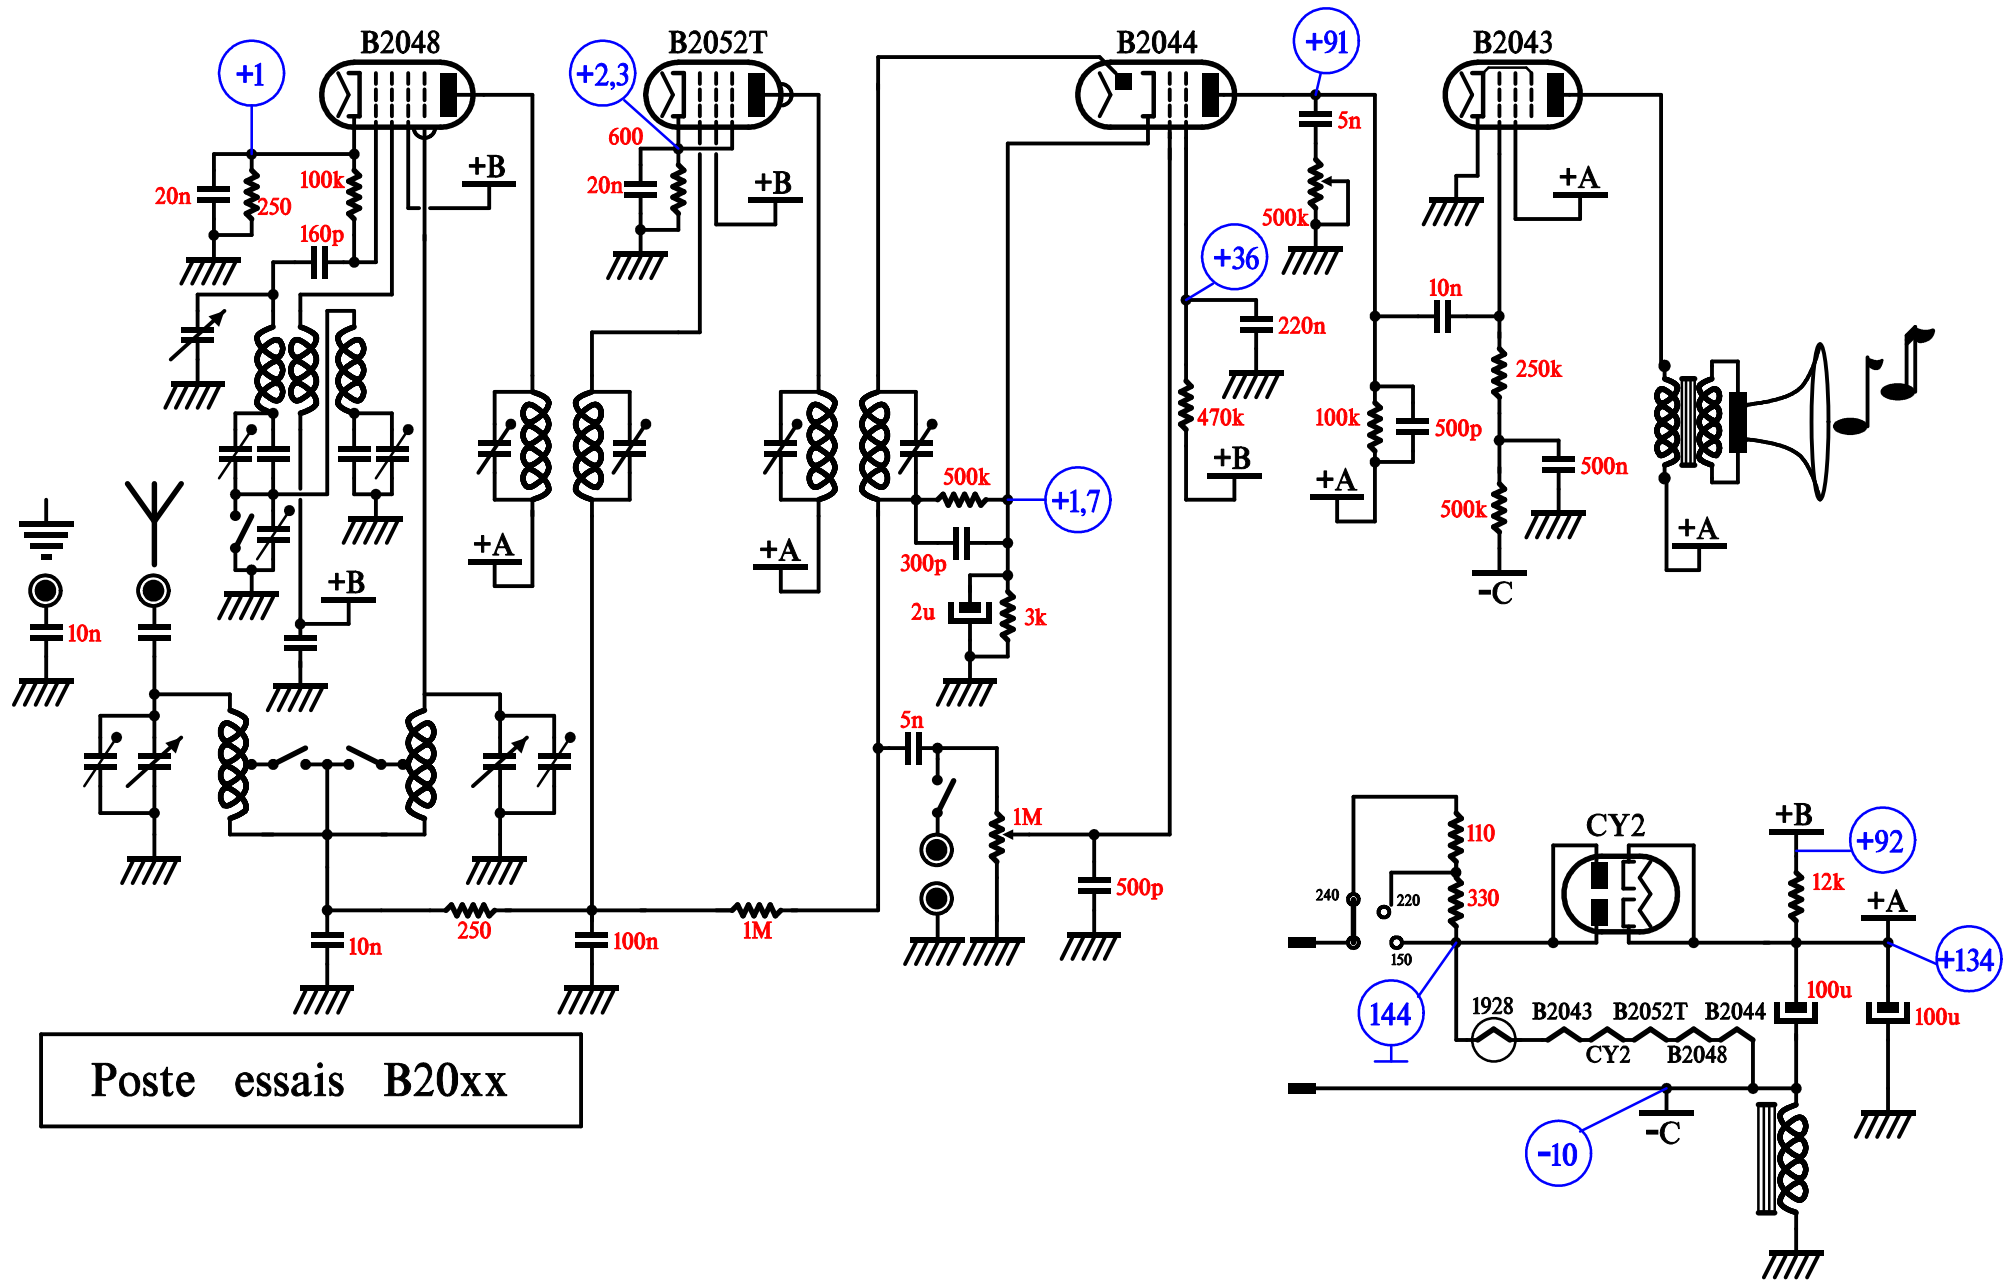 B2048
B2052T
B2044
B2043
+1
+2,3
+91
600
5n
20n
100k
250
+B
20n
+B
+A
160p
500k
+36
10n
220n
250k
470k
100k
500p
+B
500k
500n
+A
+1,7
500k
+A
+A
+A
300p
+B
-C
2u
3k
10n
5n
1M
110
CY2
+B
+92
12k
500p
240
220
330
+A
250
1M
10n
100n
150
+134
144
1928
B2043
B2052T
B2044
100u
100u
CY2
B2048
Poste essais B20xx
-C
-10